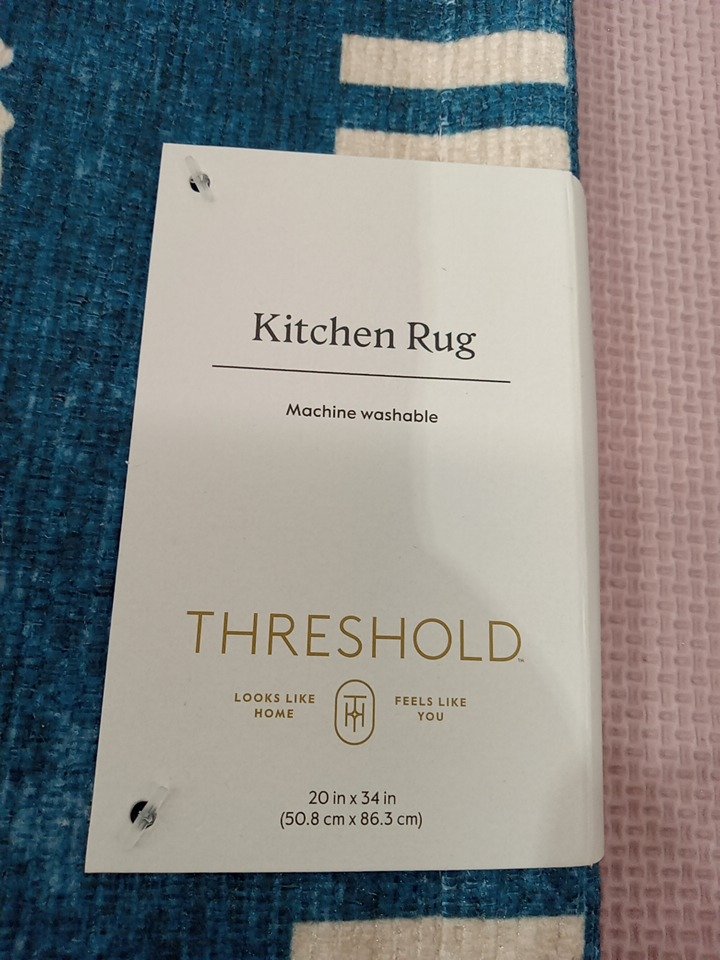 Kitchen Rug
Machine washable
THRESHOLD™
LOOKS LIKE
HOME
FEELS LIKE
YOU
20 in x 34 in
(50.8 cm x 86.3 cm)